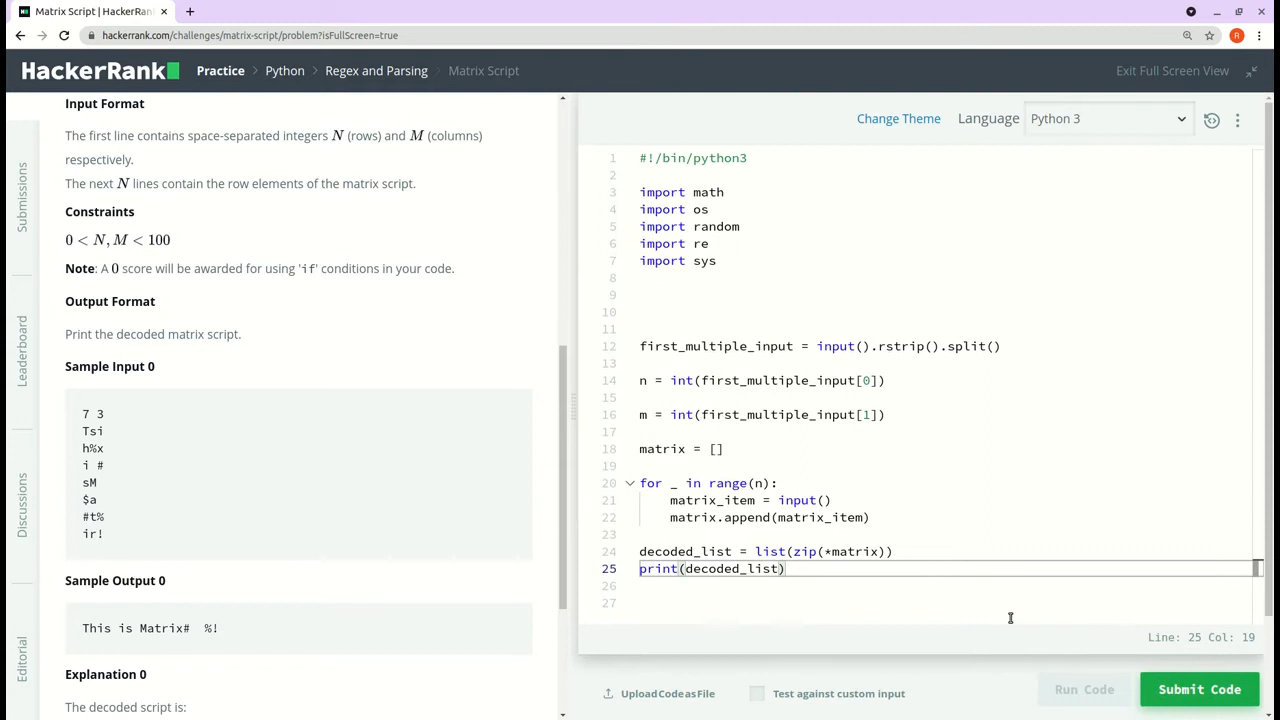 Matrix Script | HackerRan
hackerrank.com/challenges/matrix-script/problem?isFullScreen=true
R
HackerRank
Practice > Python > Regex and Parsing > Matrix Script
Exit Full Screen View
Submissions
Leaderboard
Discussions
Editorial
Input Format
The first line contains space-separated integers N (rows) and M (columns)
respectively.
The next N lines contain the row elements of the matrix script.
Constraints
0 < N, M < 100
Note: A 0 score will be awarded for using 'if' conditions in your code.
Output Format
Print the decoded matrix script.
Sample Input 0
7 3
Tsi
h%x
i #
sM
$a
#t%
ir!
Sample Output 0
This is Matrix#  %!
Explanation 0
The decoded script is:
Change Theme
Language
Python 3
1 #!/bin/python3
2
3 import math
4 import os
5 import random
6 import re
7 import sys
8
9
10
11
12 first_multiple_input = input().rstrip().split()
13
14 n = int(first_multiple_input[0])
15
16 m = int(first_multiple_input[1])
17
18 matrix = []
19
20 for _ in range(n):
21 matrix_item = input()
22 matrix.append(matrix_item)
23
24 decoded_list = list(zip(*matrix))
25 print(decoded_list)
26
27
Line: 25 Col: 19
Upload Code as File
Test against custom input
Run Code
Submit Code